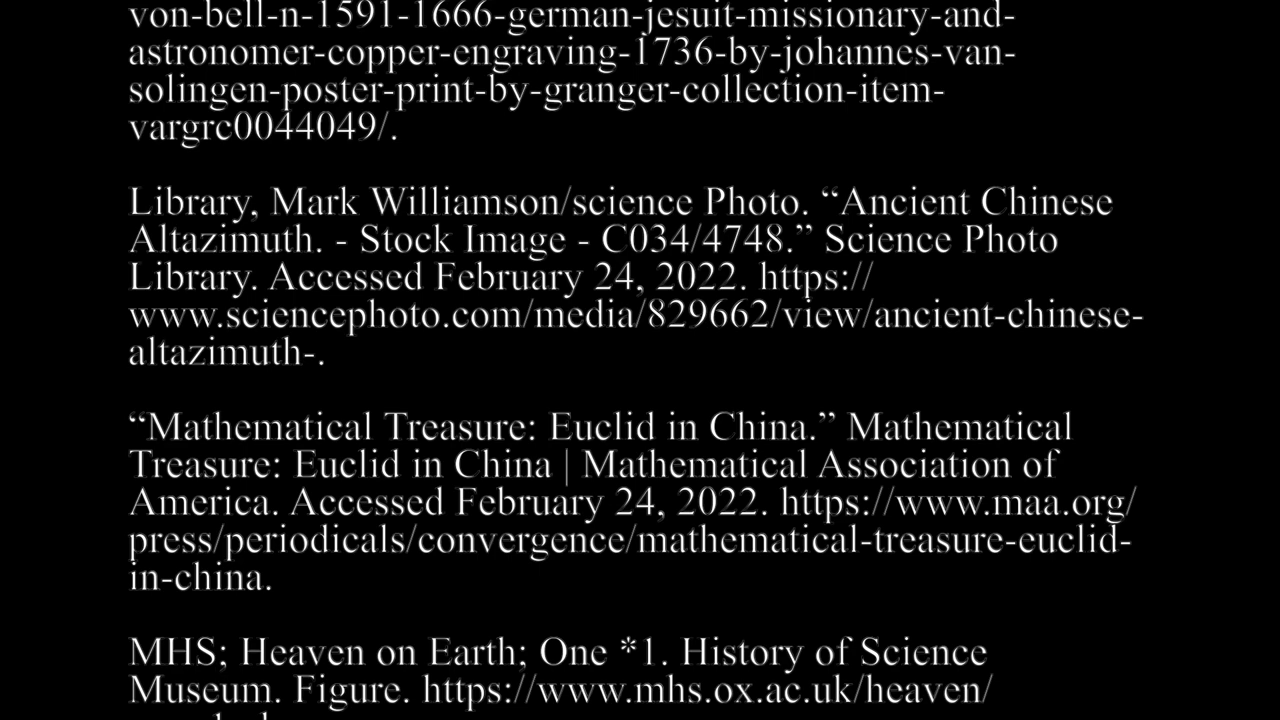 von-bell-n-1591-1666-german-jesuit-missionary-and-
astronomer-copper-engraving-1736-by-johannes-van-
solingen-poster-print-by-granger-collection-item-
vargrc0044049/.
Library, Mark Williamson/science Photo. “Ancient Chinese
Altazimuth. - Stock Image - C034/4748.” Science Photo
Library. Accessed February 24, 2022. https://
www.sciencephoto.com/media/829662/view/ancient-chinese-
altazimuth-.
“Mathematical Treasure: Euclid in China.” Mathematical
Treasure: Euclid in China | Mathematical Association of
America. Accessed February 24, 2022. https://www.maa.org/
press/periodicals/convergence/mathematical-treasure-euclid-
in-china.
MHS; Heaven on Earth; One *1. History of Science
Museum. Figure. https://www.mhs.ox.ac.uk/heaven/